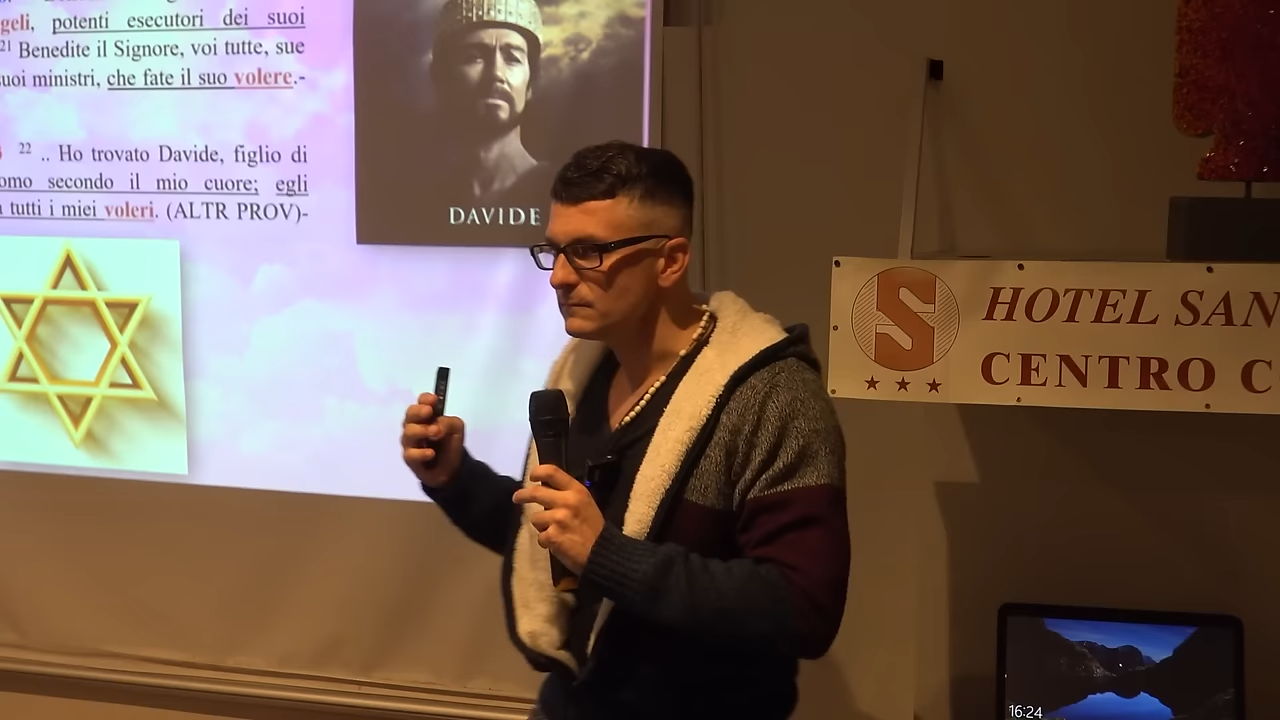 geli, potenti esecutori dei suoi
21 Benedite il Signore, voi tutte, sue
suoi ministri, che fate il suo volere.-
22 .. Ho trovato Davide, figlio di
omo secondo il mio cuore; egli
tutti i miei voleri. (ALTR PROV)-
DAVIDE
S
HOTEL SAN
CENTRO C
16:24